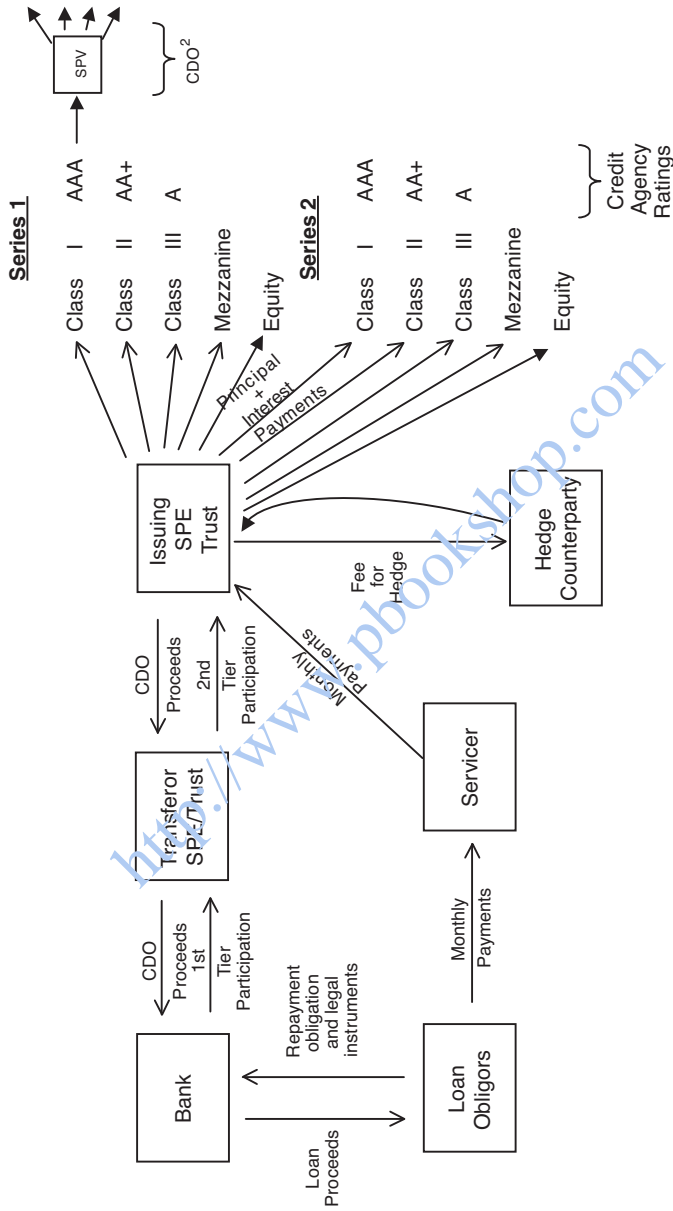 Bank
CDO
Proceeds
1st
Tier
Participation
Transferor
SPE/Trust
CDO
Proceeds
2nd
Tier
Participation
Issuing
SPE
Trust
Series 1
Class I AAA
Class II AA+
Class III A
Mezzanine
Equity
SPV
CDO²
Principal
+
Interest
Payments
Series 2
Class I AAA
Class II AA+
Class III A
Mezzanine
Equity
Credit
Agency
Ratings
Loan
Proceeds
Repayment
obligation
and legal
instruments
Loan
Obligors
Monthly
Payments
Servicer
Monthly
Payments
Fee
for
Hedge
Hedge
Counterparty
http://www.pbookshop.com